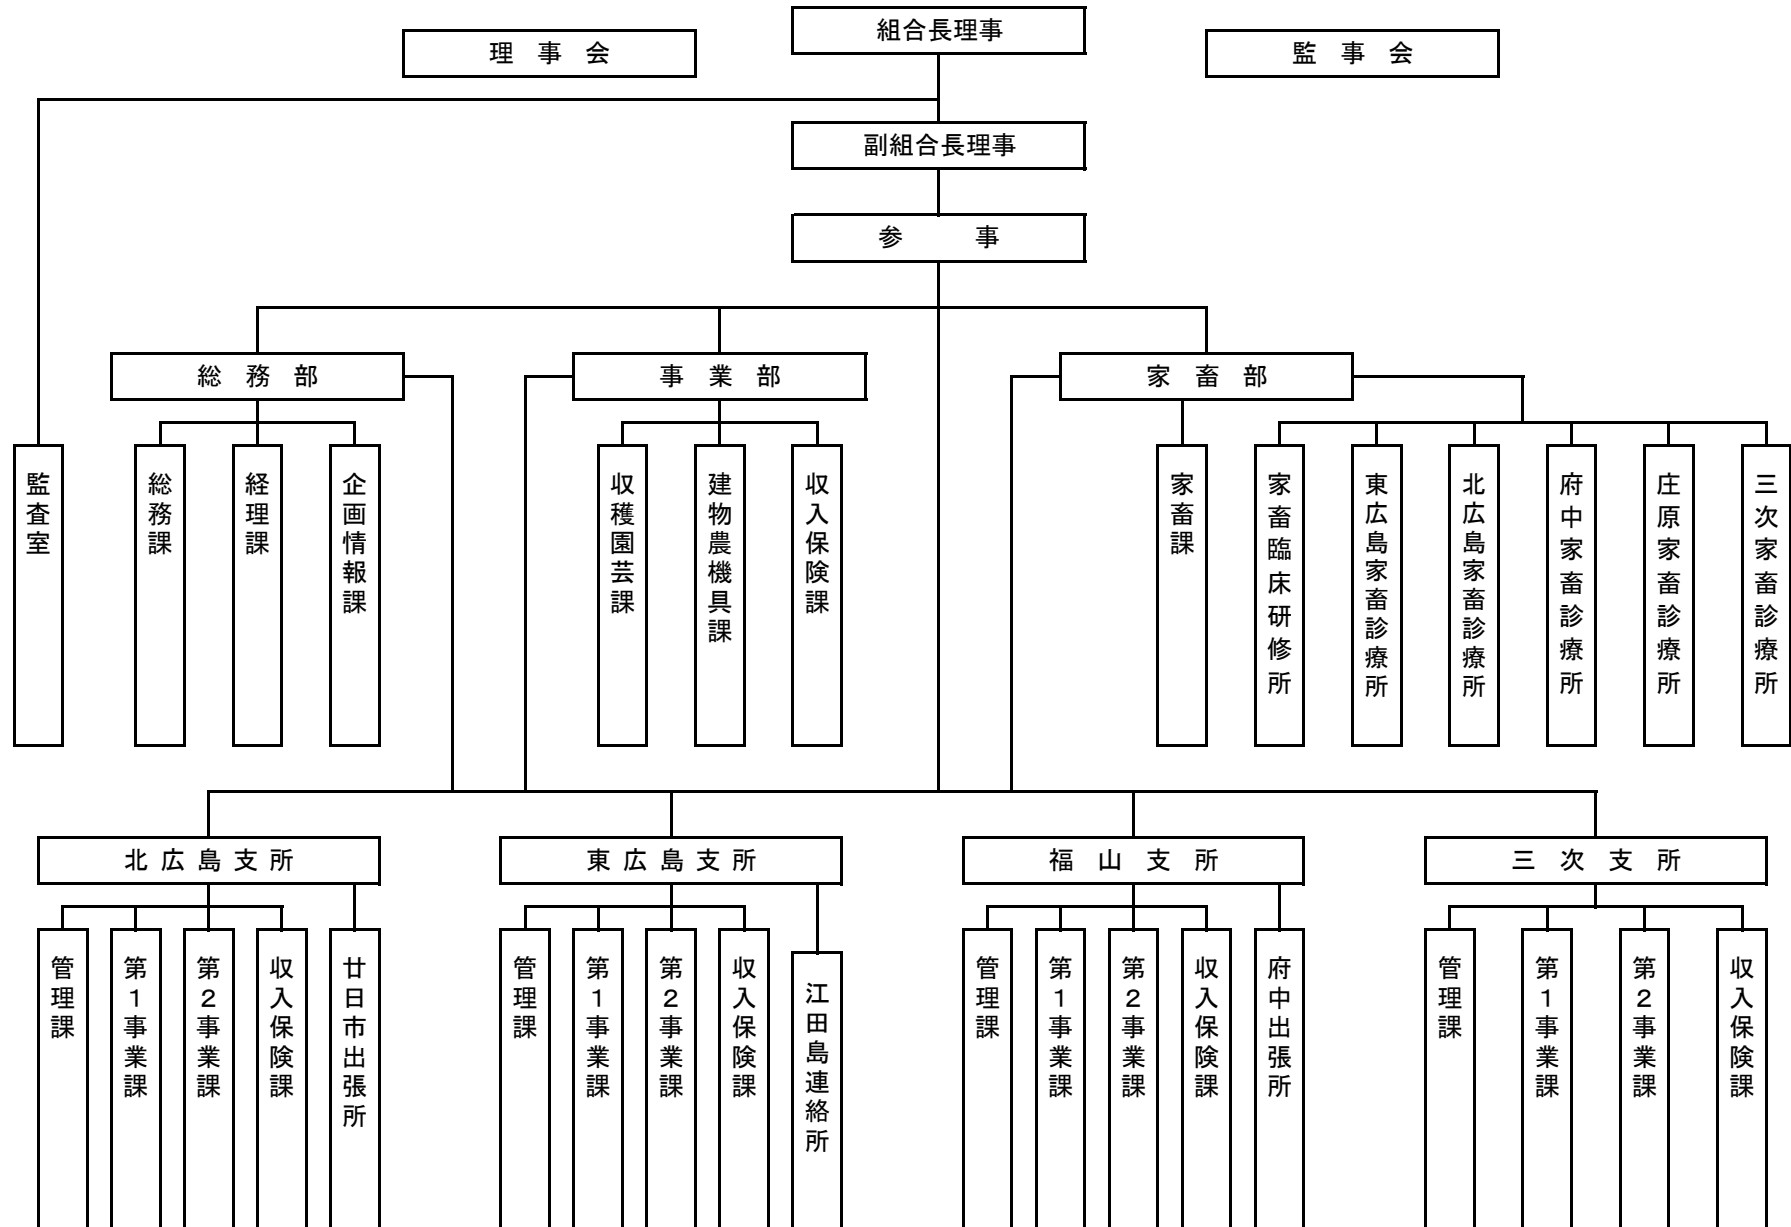 組合長理事
理　事　会
監　事　会
副組合長理事
参　　　事
総　務　部
事　業　部
家　畜　部
監査室
総務課
経理課
企画情報課
収穫園芸課
建物農機具課
収入保険課
家畜課
家畜臨床研修所
東広島家畜診療所
北広島家畜診療所
府中家畜診療所
庄原家畜診療所
三次家畜診療所
北 広 島 支 所
東 広 島 支 所
福　山　支　所
三　次　支　所
管理課
第１事業課
第２事業課
収入保険課
廿日市出張所
管理課
第１事業課
第２事業課
収入保険課
江田島連絡所
管理課
第１事業課
第２事業課
収入保険課
府中出張所
管理課
第１事業課
第２事業課
収入保険課